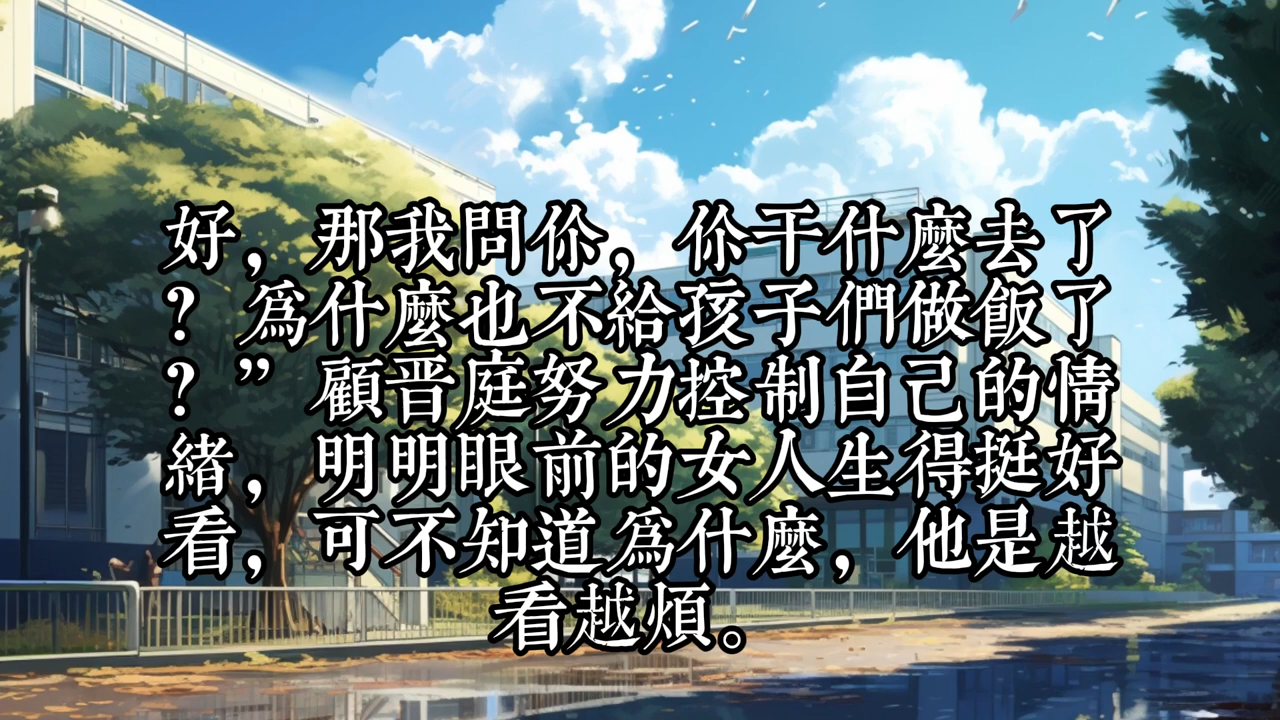 好，那我問你，你干什麼去了
？爲什麼也不給孩子們做飯了
？”顧晋庭努力控制自己的情
緒，明明眼前的女人生得挺好
看，可不知道爲什麼，他是越
看越煩。